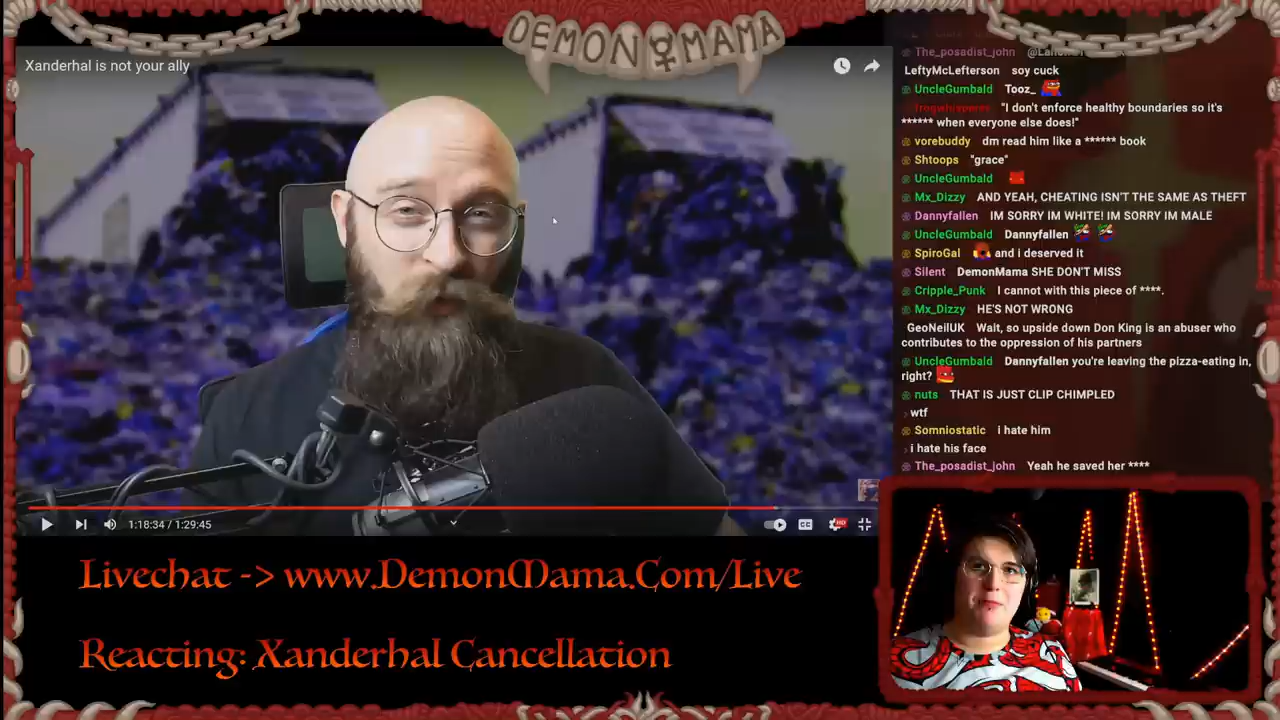 DEMON MAMA
Xanderhal is not your ally
The_posadist_john
LeftyMcLefterson soy cuck
UncleGumbald Tooz_
frogwhisperer "I don't enforce healthy boundaries so it's
****** when everyone else does!"
vorebuddy dm read him like a ****** book
Shtoops "grace"
UncleGumbald
Mx_Dizzy AND YEAH, CHEATING ISN'T THE SAME AS THEFT
Dannyfallen IM SORRY IM WHITE! IM SORRY IM MALE
UncleGumbald Dannyfallen
SpiroGal and i deserved it
Silent DemonMama SHE DON'T MISS
Cripple_Punk I cannot with this piece of ****.
Mx_Dizzy HE'S NOT WRONG
GeoNeilUK Wait, so upside down Don King is an abuser who
contributes to the oppression of his partners
UncleGumbald Dannyfallen you're leaving the pizza-eating in,
right?
nuts THAT IS JUST CLIP CHIMPLED
wtf
Somniostatic i hate him
i hate his face
The_posadist_john Yeah he saved her ****
1:18:34 / 1:29:45
CC
HD
Livechat -> www.DemonMama.Com/Live
Reacting: Xanderhal Cancellation